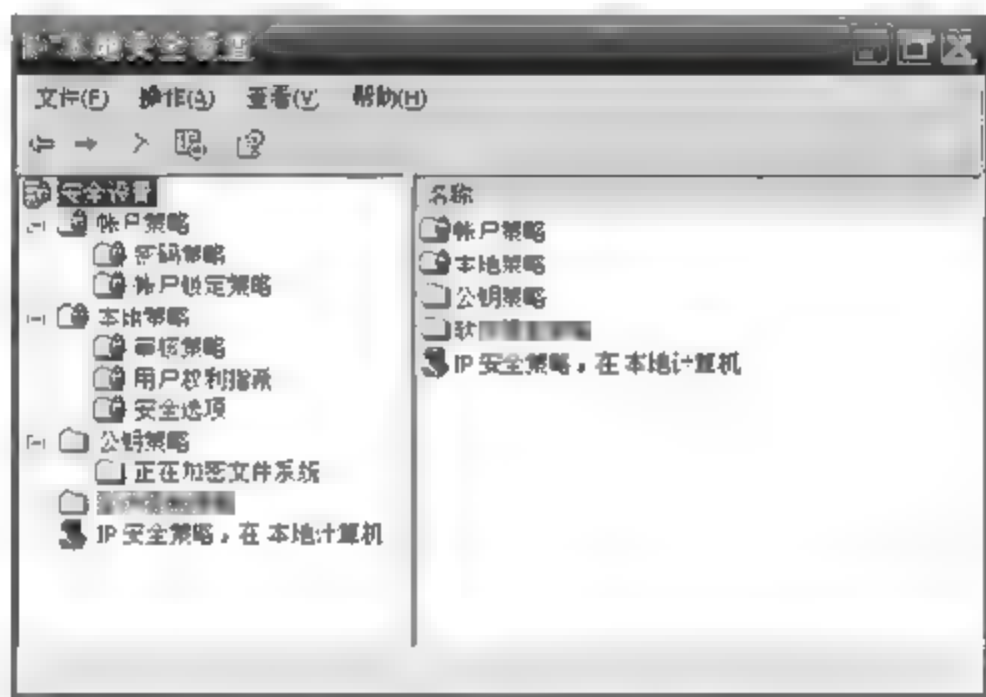 本地安全设置
文件(F) 操作(A) 查看(V) 帮助(H)
安全设置
帐户策略
密码策略
帐户锁定策略
本地策略
审核策略
用户权利指派
安全选项
公钥策略
正在加密文件系统
IP 安全策略，在 本地计算机
名称
帐户策略
本地策略
公钥策略
软
IP 安全策略，在 本地计算机